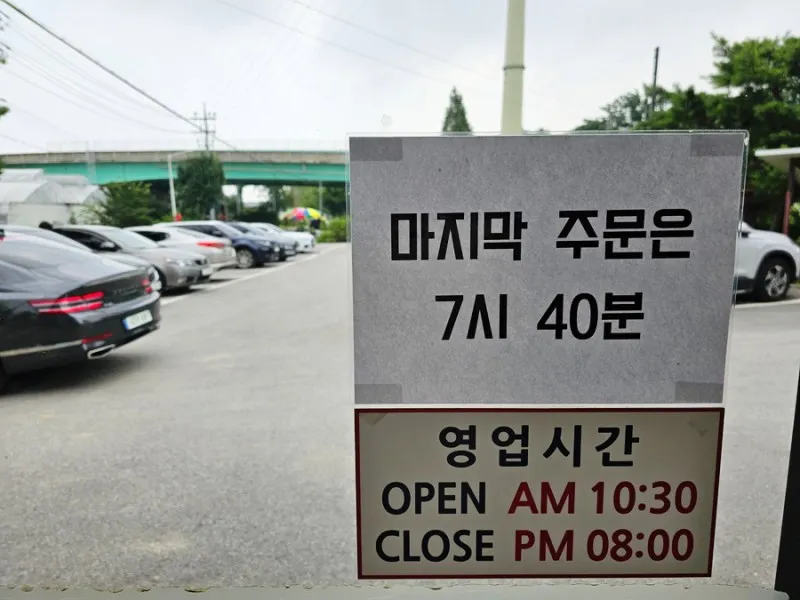 마지막 주문은
7시 40분
영업시간
OPEN AM 10:30
CLOSE PM 08:00